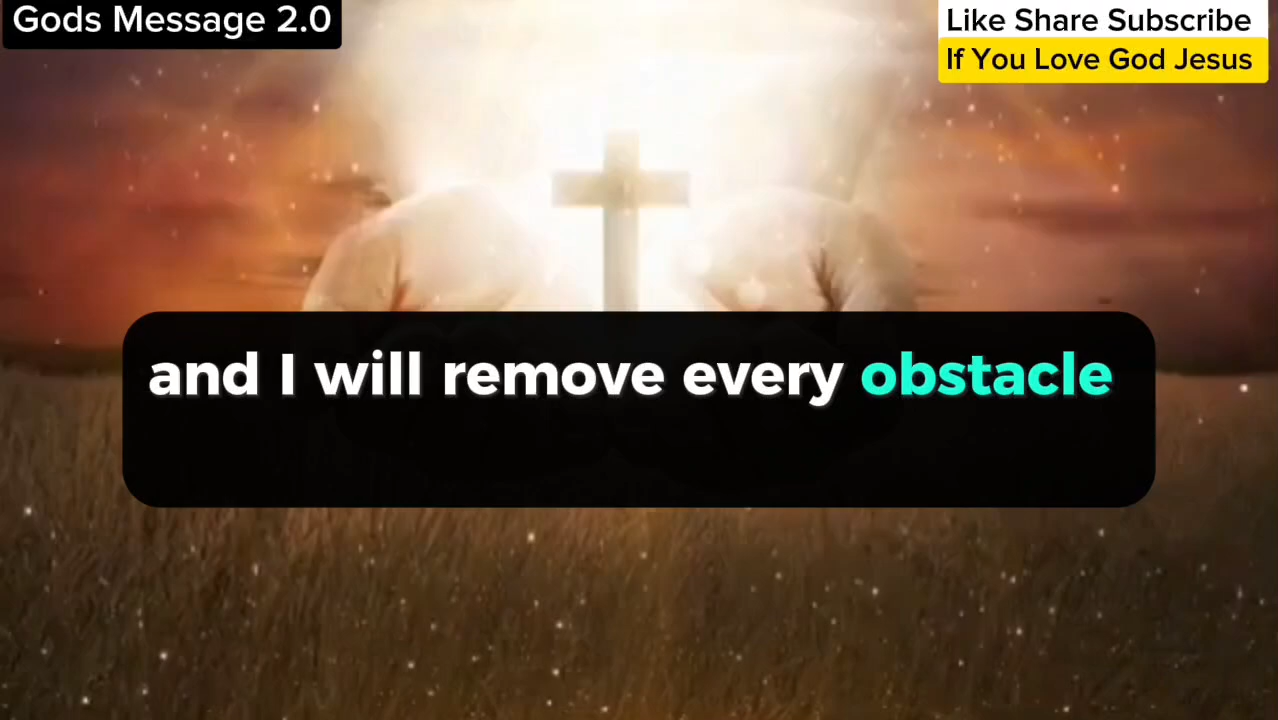 Gods Message 2.0
Like Share Subscribe
If You Love God Jesus
and I will remove every obstacle